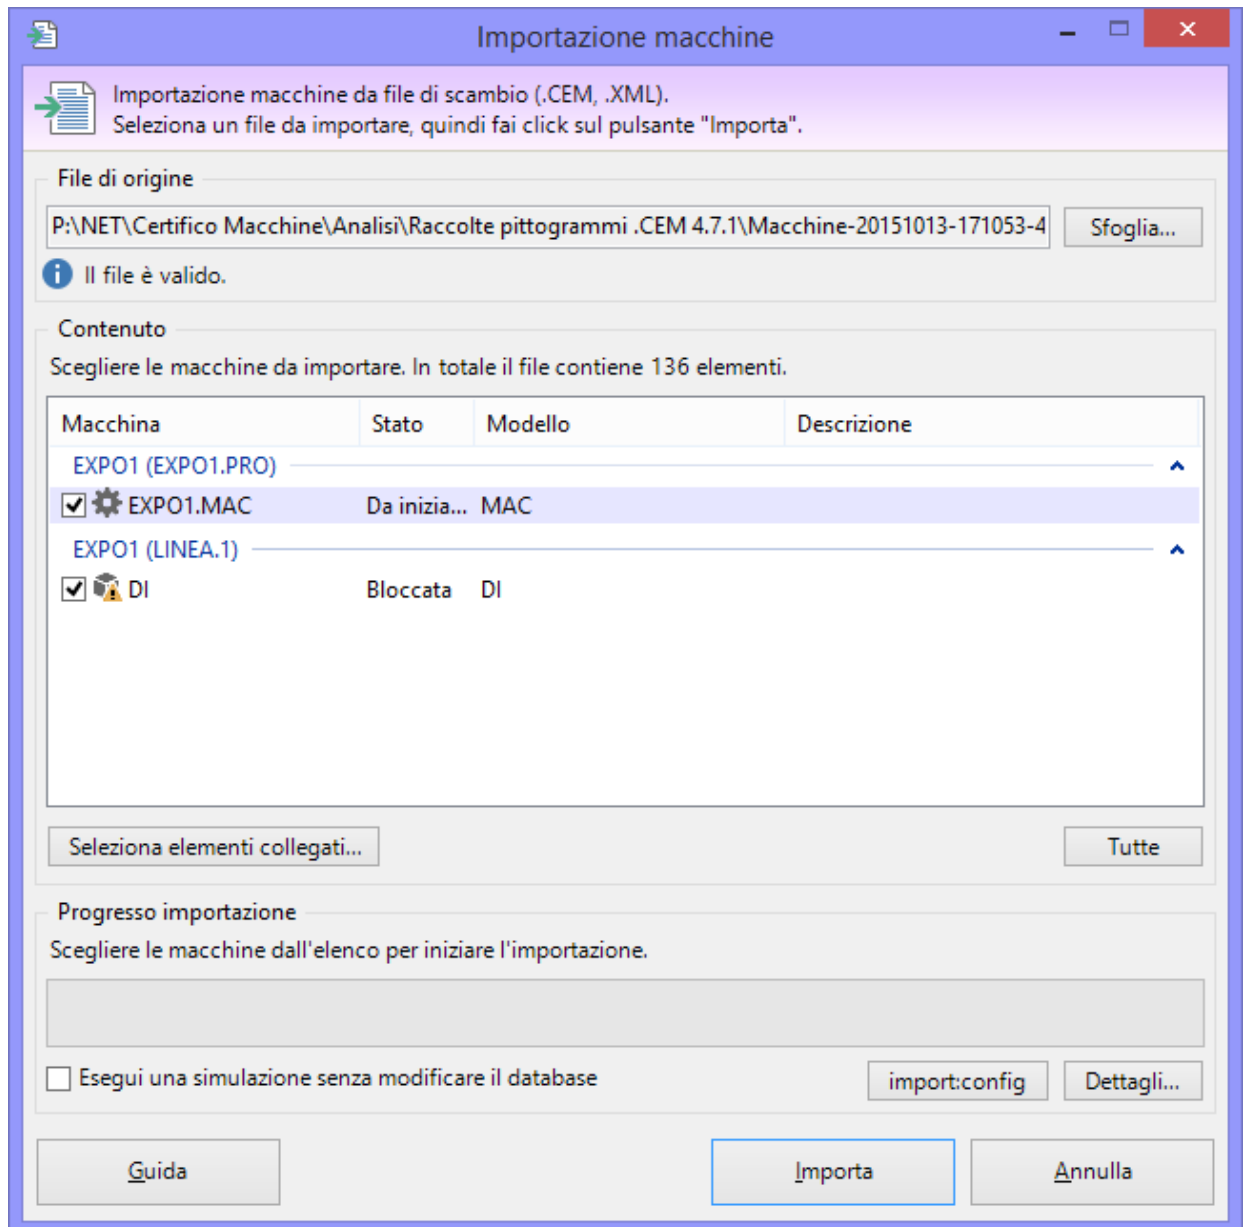 Importazione macchine
Importazione macchine da file di scambio (.CEM, .XML).
Seleziona un file da importare, quindi fai click sul pulsante "Importa".
File di origine
P:\NET\Certifico Macchine\Analisi\Raccolte pittogrammi .CEM 4.7.1\Macchine-20151013-171053-4
Sfoglia...
Il file è valido.
Contenuto
Scegliere le macchine da importare. In totale il file contiene 136 elementi.
Macchina Stato Modello Descrizione
EXPO1 (EXPO1.PRO)
EXPO1.MAC Da inizia... MAC
EXPO1 (LINEA.1)
DI Bloccata DI
Seleziona elementi collegati... Tutte
Progresso importazione
Scegliere le macchine dall'elenco per iniziare l'importazione.
Esegui una simulazione senza modificare il database import:config Dettagli...
Guida Importa Annulla